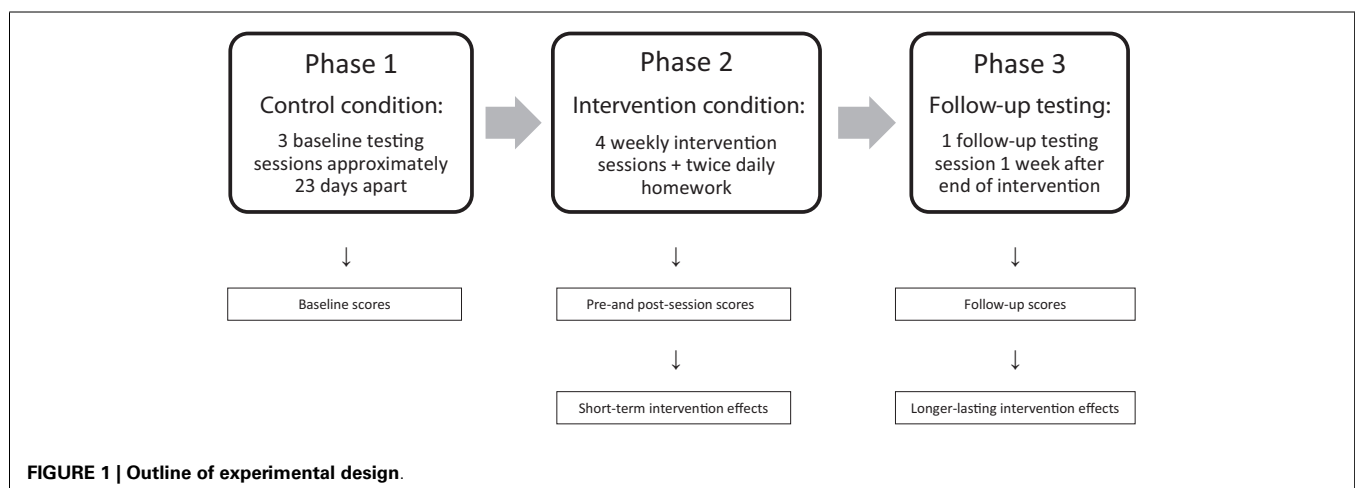 Phase 1
Control condition:
3 baseline testing
sessions approximately
23 days apart
Phase 2
Intervention condition:
4 weekly intervention
sessions + twice daily
homework
Phase 3
Follow-up testing:
1 follow-up testing
session 1 week after
end of intervention
↓
↓
↓
Baseline scores
Pre-and post-session scores
Follow-up scores
↓
↓
Short-term intervention effects
Longer-lasting intervention effects
FIGURE 1 | Outline of experimental design.